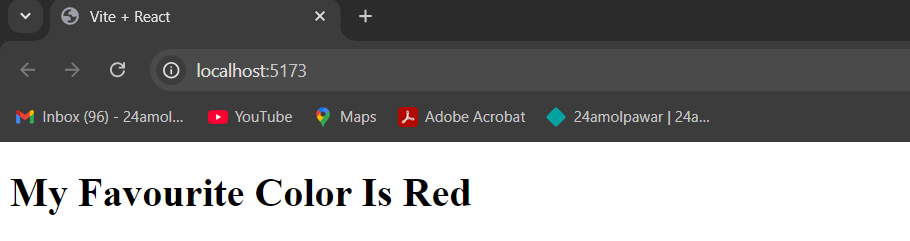 Vite + React
localhost:5173
Inbox (96) - 24amol... YouTube Maps Adobe Acrobat 24amolpawar | 24a...
My Favourite Color Is Red